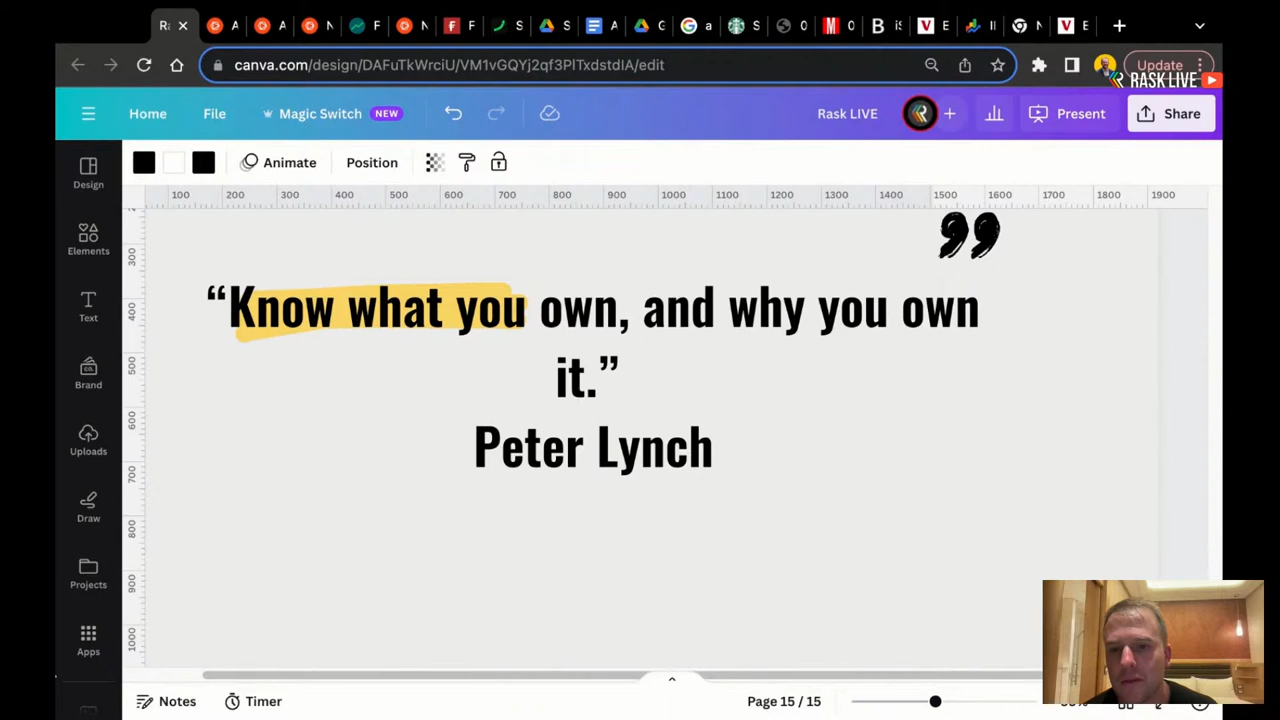 R
A
A
A
F
N
F
S
S
S
G
a
S
O
M
O
B
iS
V
E
II
N
V
E
canva.com/design/DAFuTkWrciU/VM1vGQYj2qf3PITxdstdIA/edit
Update
RASK LIVE
Home
File
Magic Switch NEW
Rask LIVE
Present
Share
Animate
Position
100 200 300 400 500 600 700 800 900 1000 1100 1200 1300 1400 1500 1600 1700 1800 1900
Design
Elements
Text
Brand
Uploads
Draw
Projects
Apps
300
400
500
600
700
800
900
1000
”
“Know what you own, and why you own
it.”
Peter Lynch
Notes
Timer
Page 15 / 15